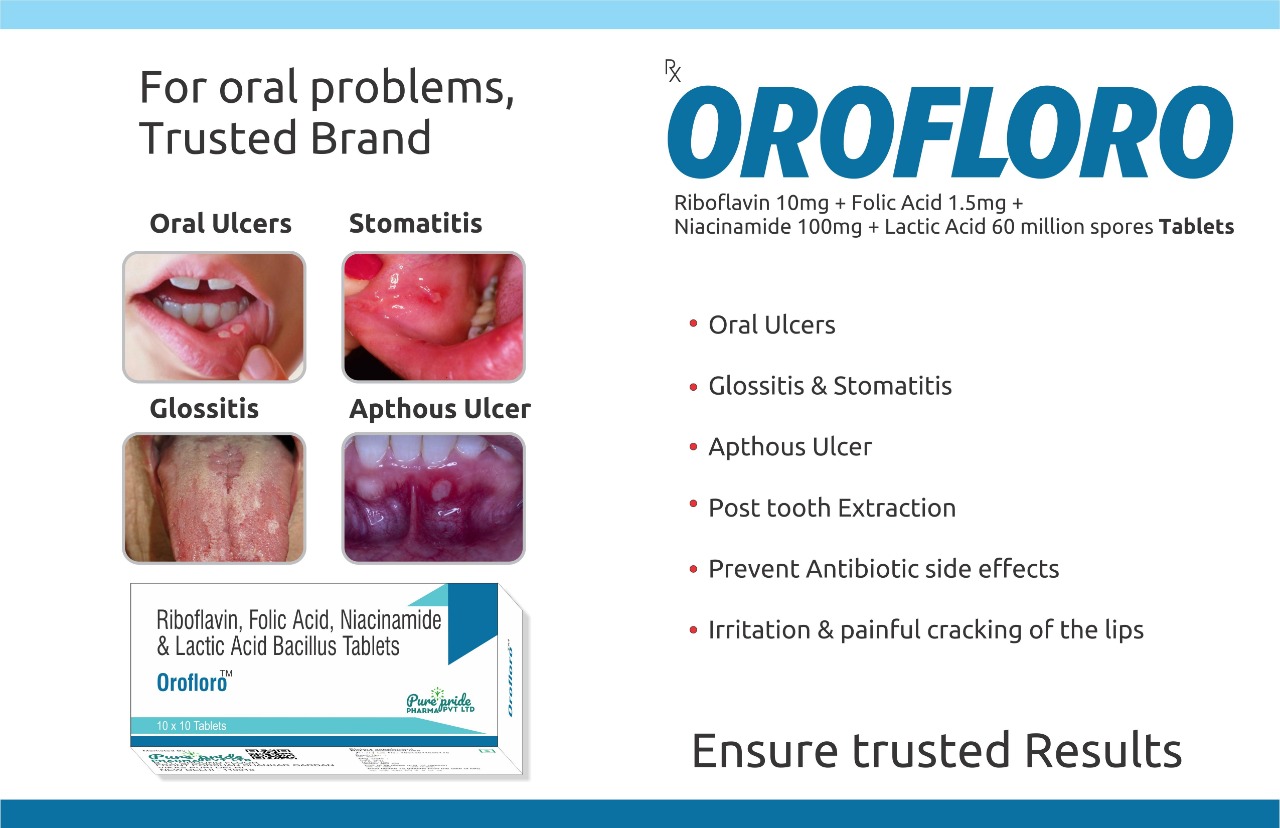 For oral problems,
Trusted Brand
Oral Ulcers
Stomatitis
Glossitis
Apthous Ulcer
Riboflavin, Folic Acid, Niacinamide
& Lactic Acid Bacillus Tablets
Orofloro™
Pure pride
PHARMA PVT LTD
10 x 10 Tablets
Orofloro™
Pure pride
Rx
OROFLORO
Riboflavin 10mg + Folic Acid 1.5mg +
Niacinamide 100mg + Lactic Acid 60 million spores Tablets
• Oral Ulcers
• Glossitis & Stomatitis
• Apthous Ulcer
• Post tooth Extraction
• Prevent Antibiotic side effects
• Irritation & painful cracking of the lips
Ensure trusted Results